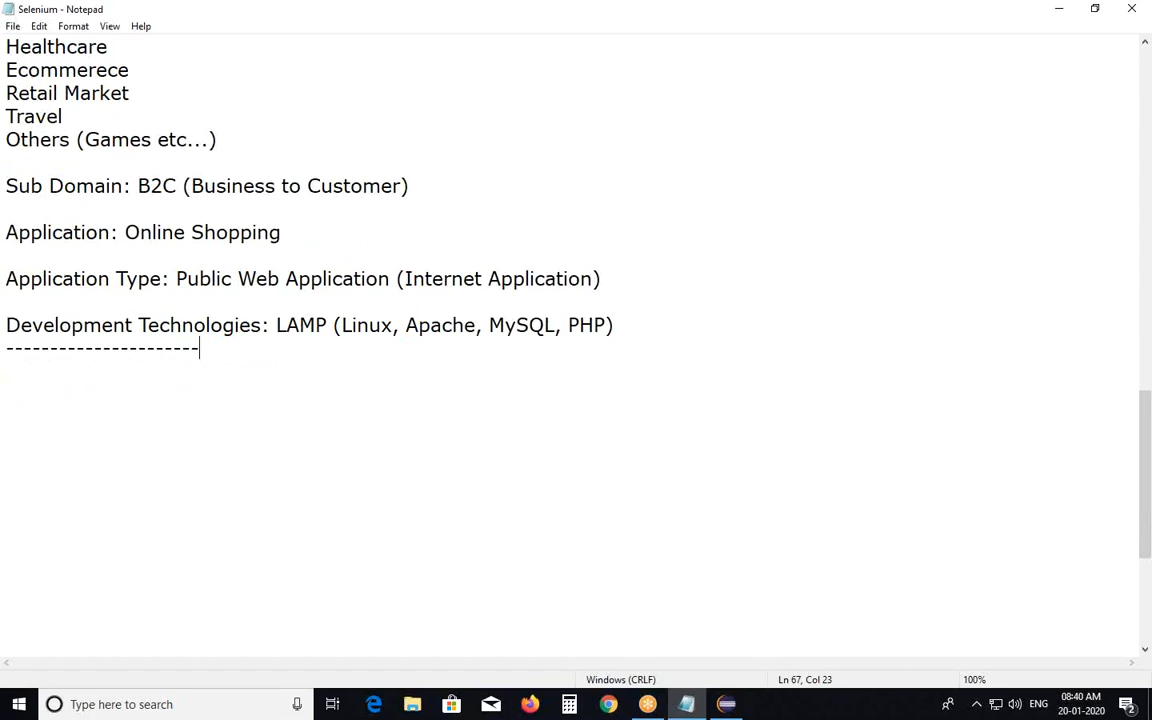 Selenium - Notepad
File Edit Format View Help
Healthcare
Ecommerece
Retail Market
Travel
Others (Games etc...)
Sub Domain: B2C (Business to Customer)
Application: Online Shopping
Application Type: Public Web Application (Internet Application)
Development Technologies: LAMP (Linux, Apache, MySQL, PHP)
----------------------
Windows (CRLF) Ln 67, Col 23 100%
Type here to search
ENG
08:40 AM
20-01-2020
2